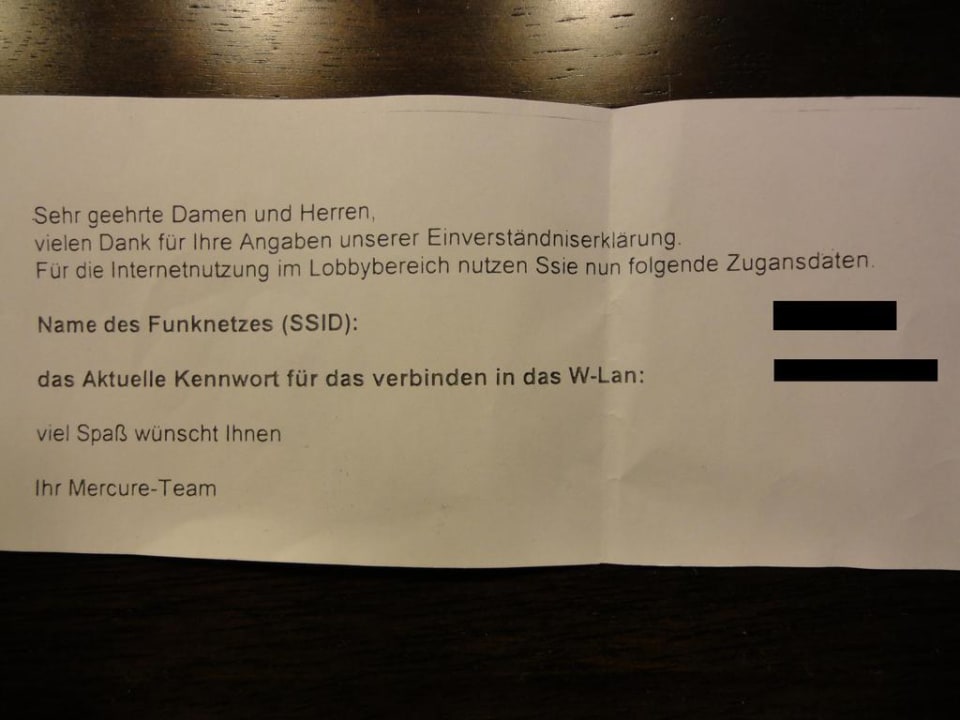 Sehr geehrte Damen und Herren,
vielen Dank für Ihre Angaben unserer Einverständniserklärung.
Für die Internetnutzung im Lobbybereich nutzen Ssie nun folgende Zugansdaten.
Name des Funknetzes (SSID):
das Aktuelle Kennwort für das verbinden in das W-Lan:
viel Spaß wünscht Ihnen
Ihr Mercure-Team